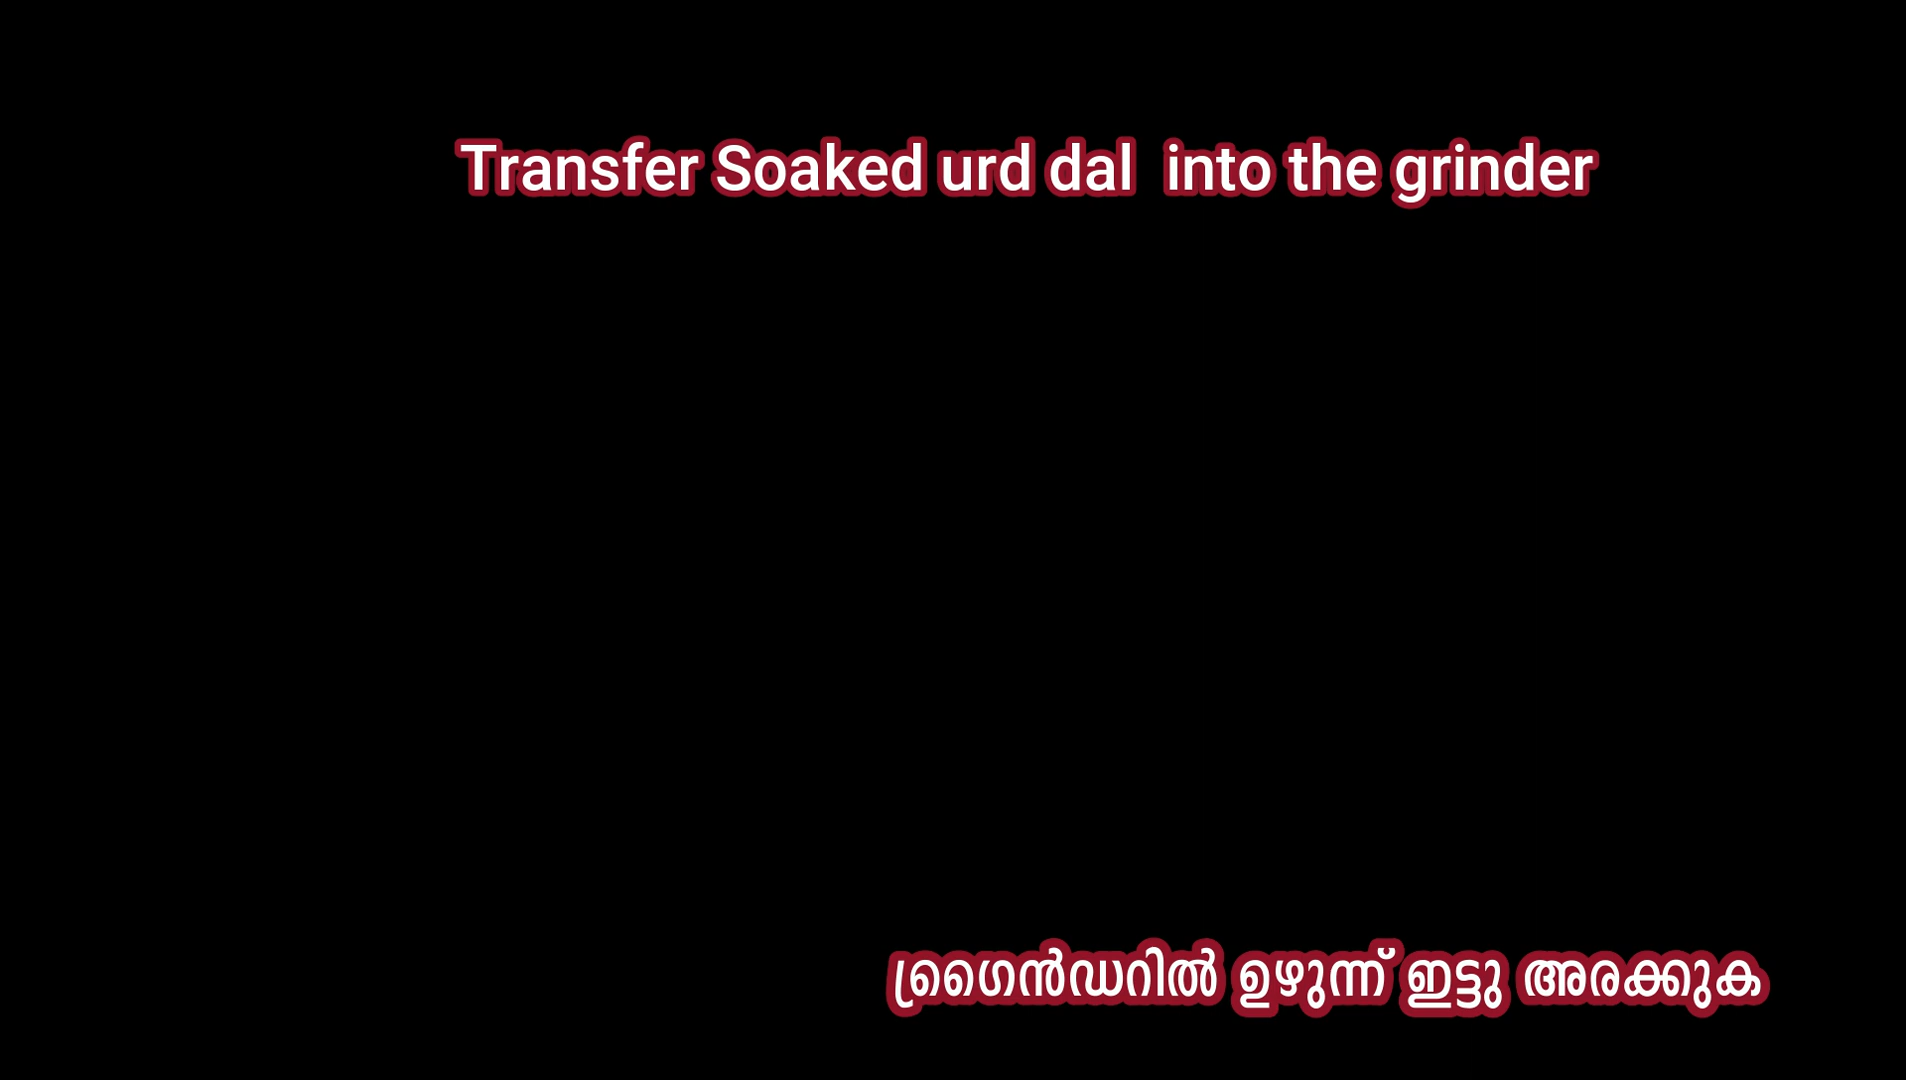 Transfer Soaked urd dal into the grinder
ഗ്രൈൻഡറിൽ ഉഴുന്ന് ഇട്ടു അരക്കുക